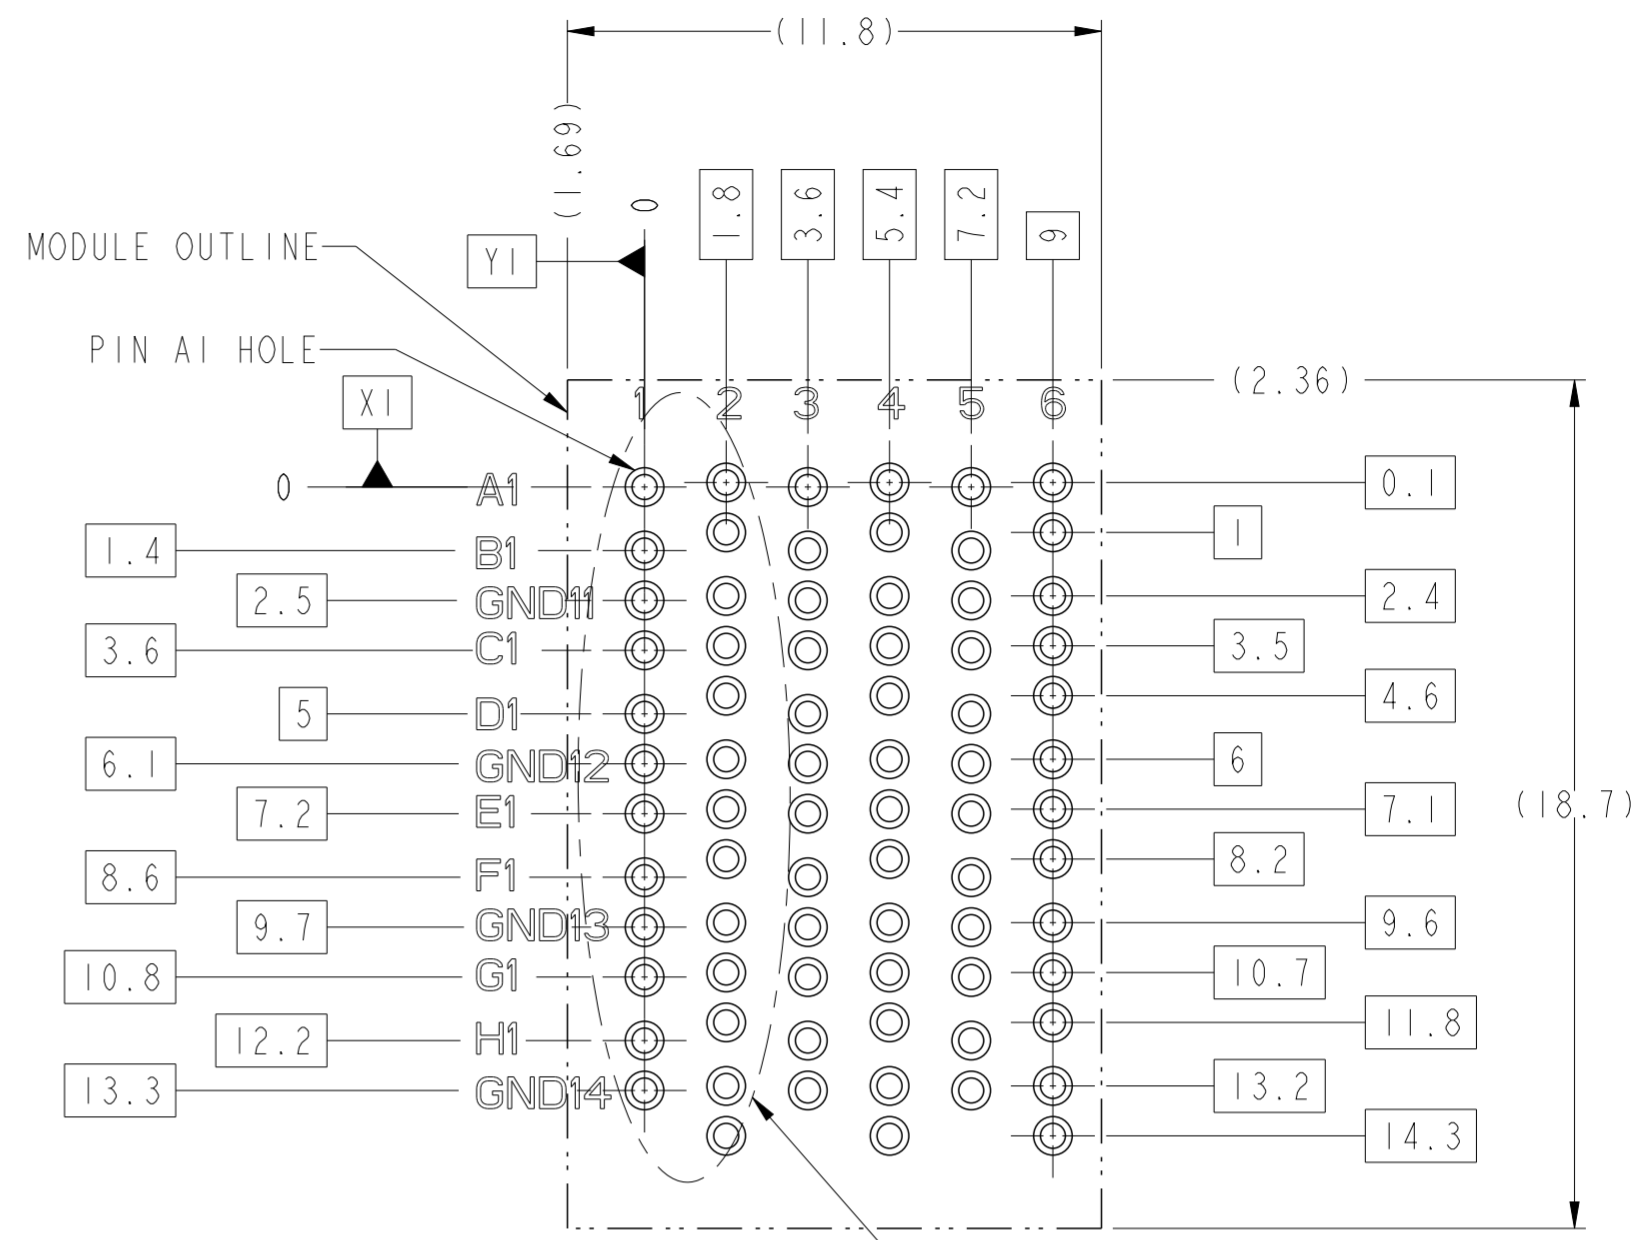 (11.8)
(1.69)
0
1.8
3.6
5.4
7.2
9
MODULE OUTLINE
Y1
PIN A1 HOLE
X1
(2.36)
1 2 3 4 5 6
0 A1 0.1
1
1.4 B1
2.5 GND11 2.4
3.6 C1 3.5
4.6
5 D1
6.1 GND12 6
7.2 E1 7.1
(18.7)
8.2
8.6 F1
9.7 GND13 9.6
10.8 G1 10.7
11.8
12.2 H1
13.3 GND14 13.2
14.3